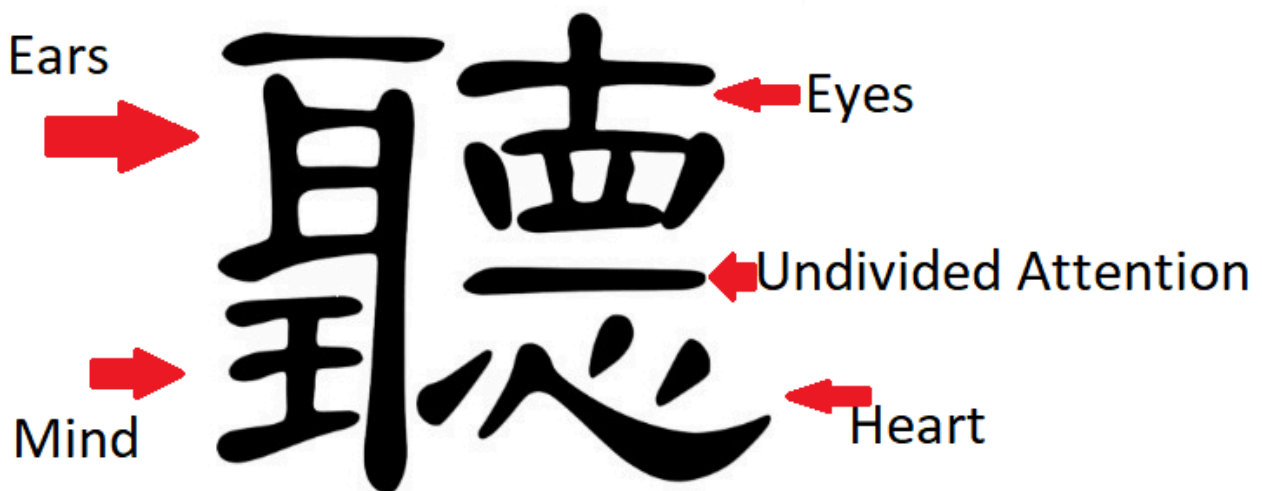 Ears
聽
Eyes
Undivided Attention
Mind
Heart